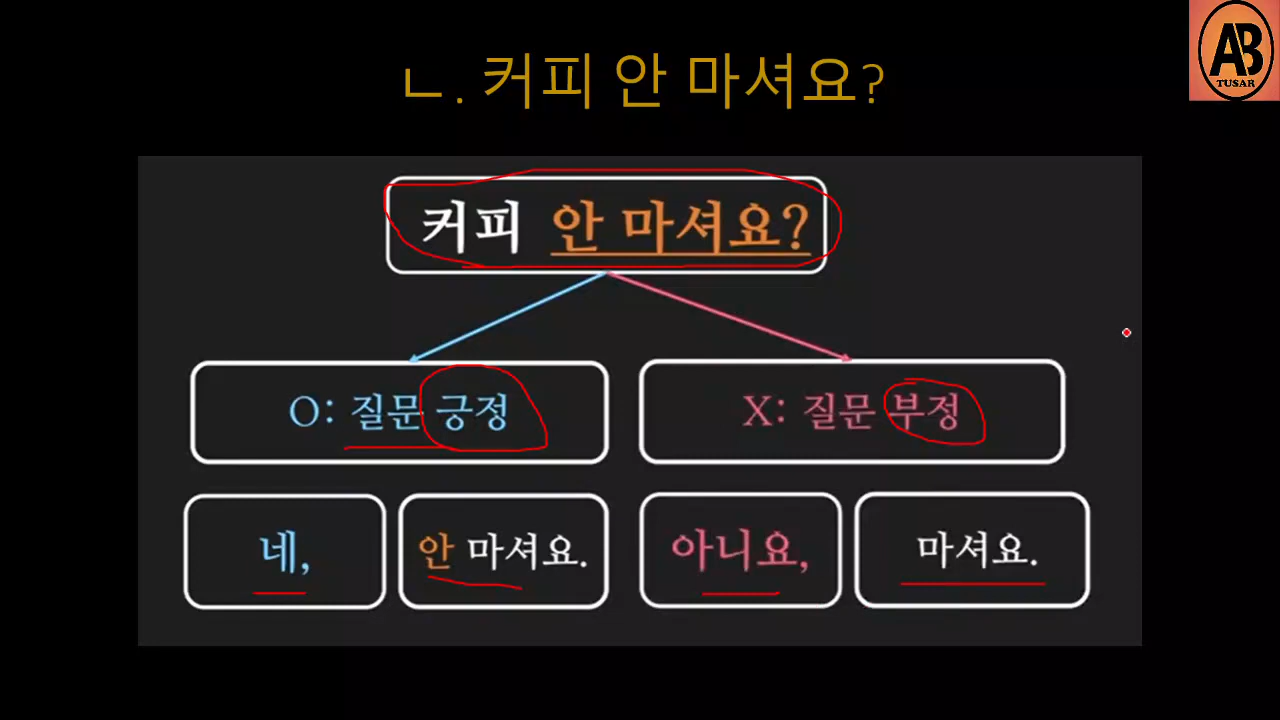 AB
TUSAR
ㄴ. 커피 안 마셔요?
커피 안 마셔요?
O: 질문 긍정
X: 질문 부정
네,
안 마셔요.
아니요,
마셔요.